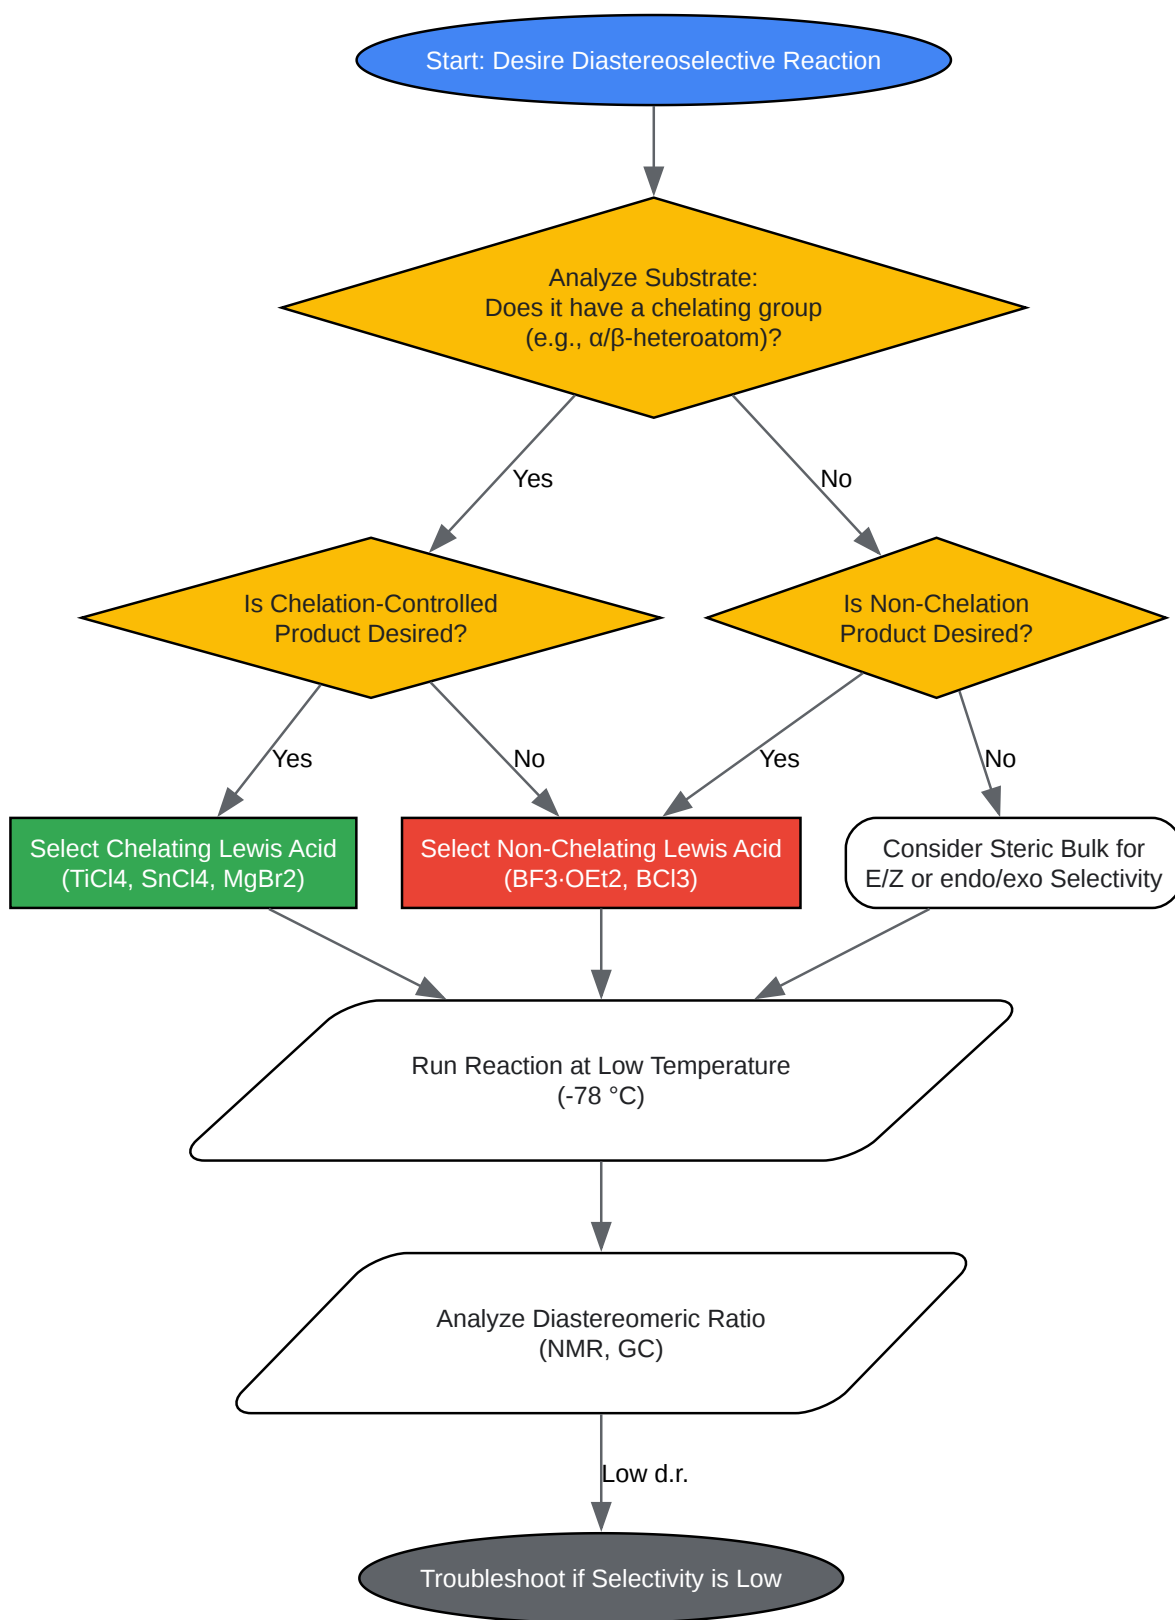 Start: Desire Diastereoselective Reaction
Analyze Substrate:
Does it have a chelating group
(e.g., α/β-heteroatom)?
Yes
No
Is Chelation-Controlled
Product Desired?
Is Non-Chelation
Product Desired?
Yes
No
Yes
No
Select Chelating Lewis Acid
(TiCl4, SnCl4, MgBr2)
Select Non-Chelating Lewis Acid
(BF3·OEt2, BCl3)
Consider Steric Bulk for
E/Z or endo/exo Selectivity
Run Reaction at Low Temperature
(-78 °C)
Analyze Diastereomeric Ratio
(NMR, GC)
Low d.r.
Troubleshoot if Selectivity is Low